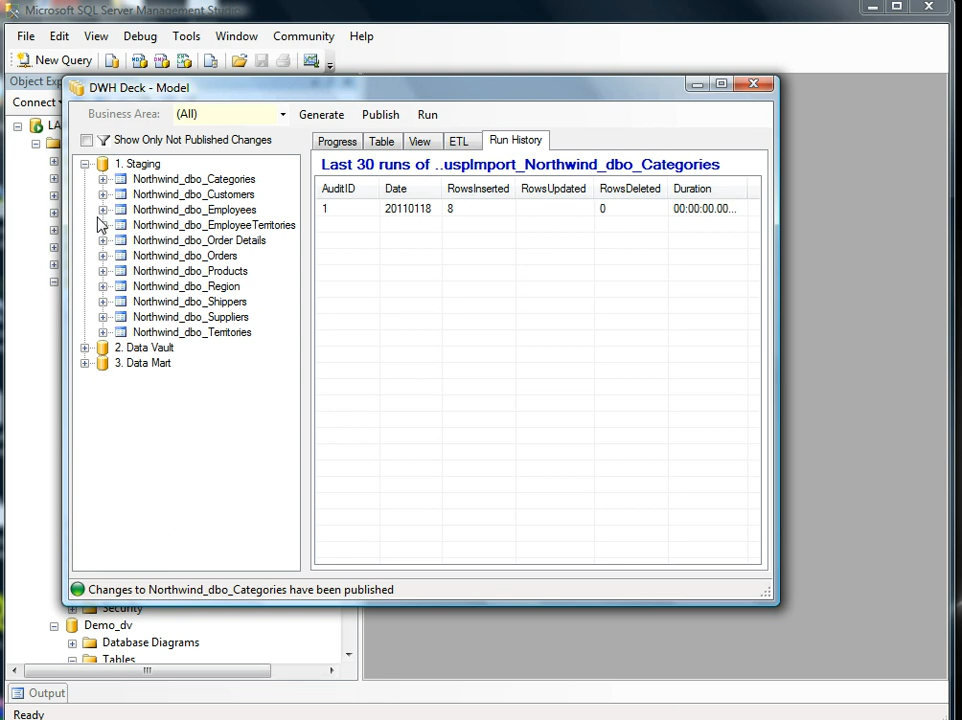 Microsoft SQL Server Management Studio
File Edit View Debug Tools Window Community Help
New Query
Object Exp
Connect
DWH Deck - Model
Business Area: (All) Generate Publish Run
Show Only Not Published Changes
Progress Table View ETL Run History
1. Staging
Northwind_dbo_Categories
Northwind_dbo_Customers
Northwind_dbo_Employees
Northwind_dbo_EmployeeTerritories
Northwind_dbo_Order Details
Northwind_dbo_Orders
Northwind_dbo_Products
Northwind_dbo_Region
Northwind_dbo_Shippers
Northwind_dbo_Suppliers
Northwind_dbo_Territories
2. Data Vault
3. Data Mart
Last 30 runs of ..uspImport_Northwind_dbo_Categories
AuditID Date RowsInserted RowsUpdated RowsDeleted Duration
1 20110118 8 0 00:00:00.00...
Changes to Northwind_dbo_Categories have been published
LA
Security
Demo_dv
Database Diagrams
Tables
Output
Ready